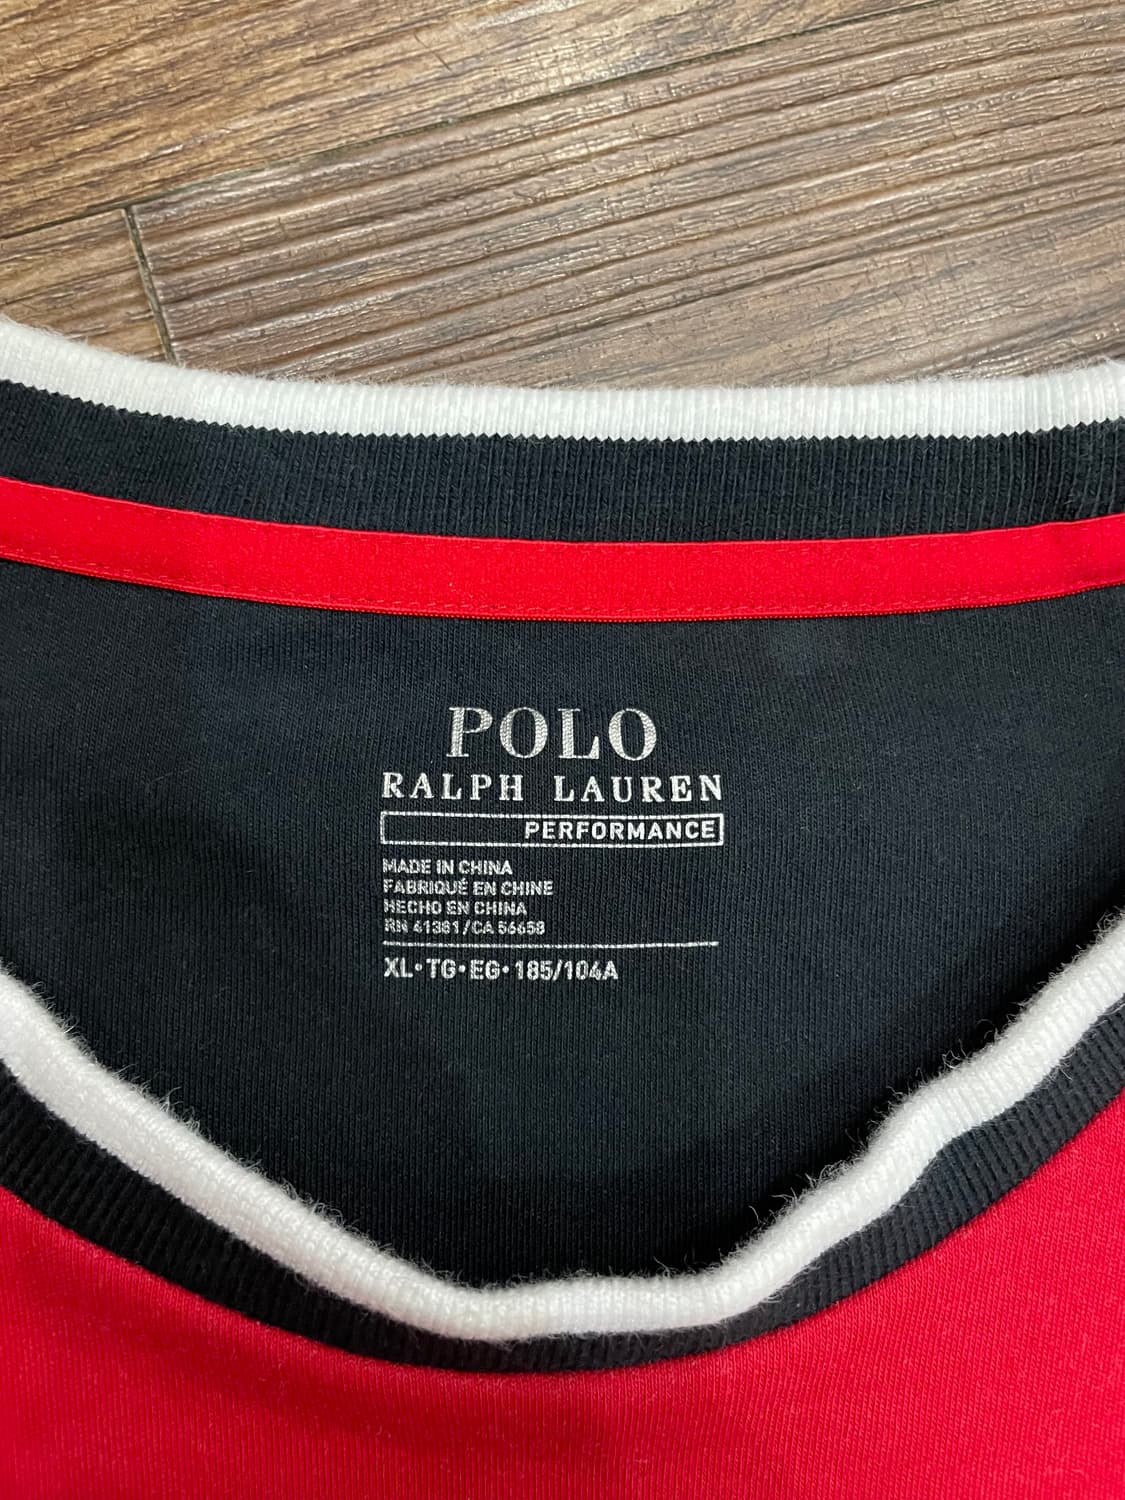 POLO
RALPH LAUREN
PERFORMANCE
MADE IN CHINA
FABRIQUÉ EN CHINE
HECHO EN CHINA
RN 41381/CA 56658
XL•TG•EG•185/104A